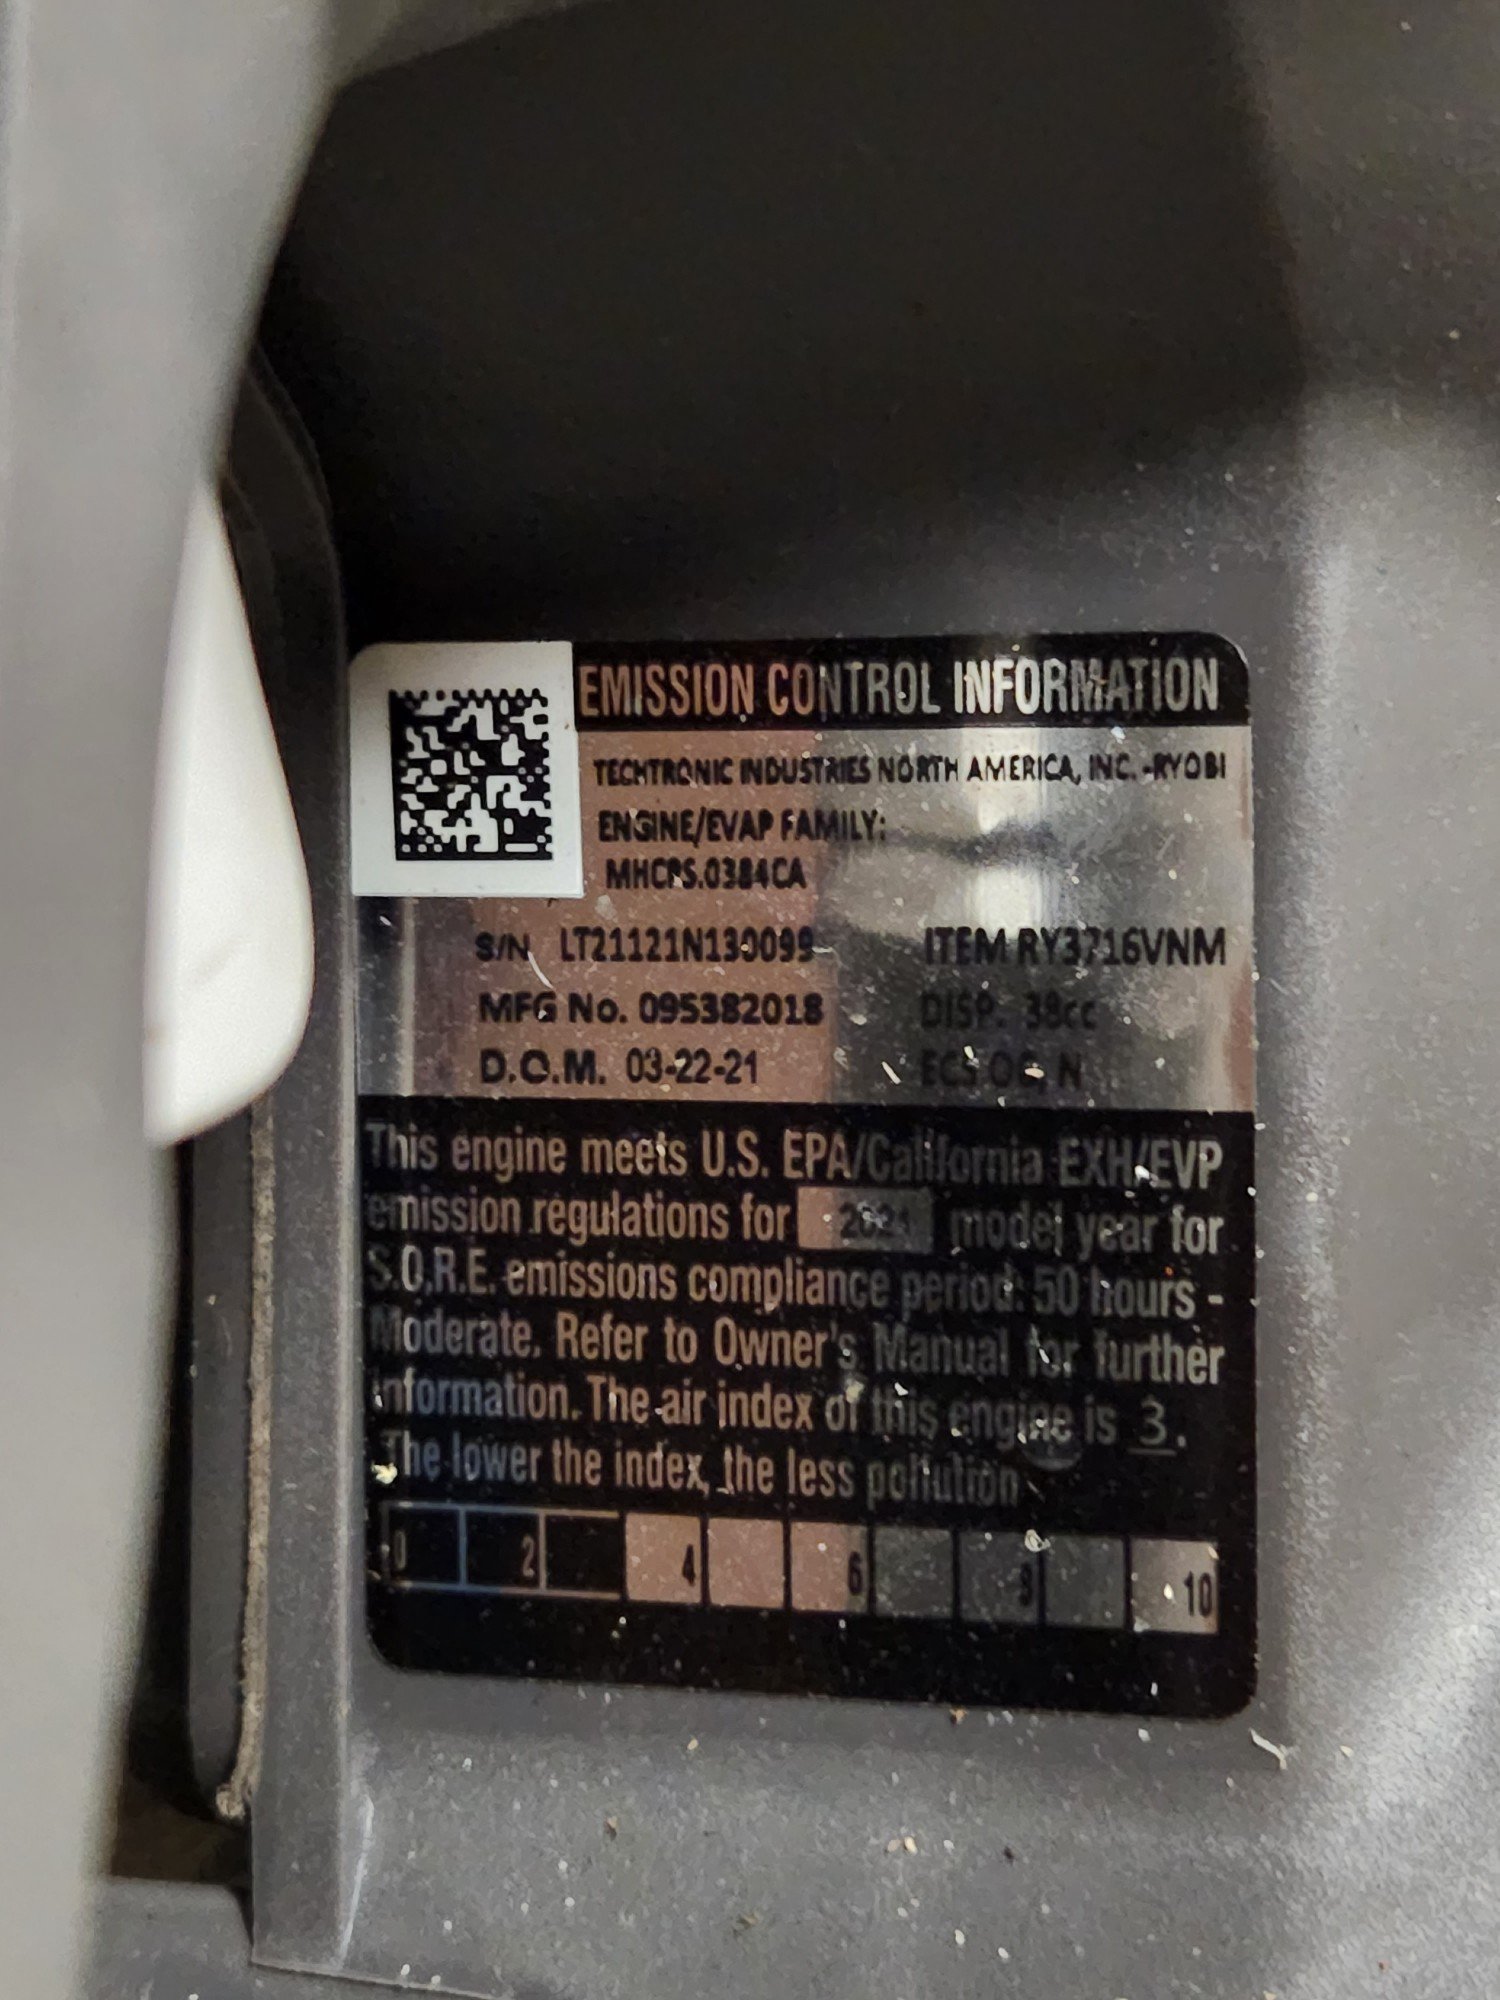 EMISSION CONTROL INFORMATION
TECHTRONIC INDUSTRIES NORTH AMERICA, INC. -RYOBI
ENGINE/EVAP FAMILY:
MHCPS.0384CA
S/N LT21121N130099 ITEM RY3716VNM
MFG No. 095382018 DISP. 38cc
D.O.M. 03-22-21 ECS N
This engine meets U.S. EPA/California EXH/EVP
emission regulations for 2021 model year for
S.O.R.E. emissions compliance period: 50 hours -
Moderate. Refer to Owner's Manual for further
information. The air index of this engine is 3.
The lower the index, the less pollution
0 2 4 6 8 10